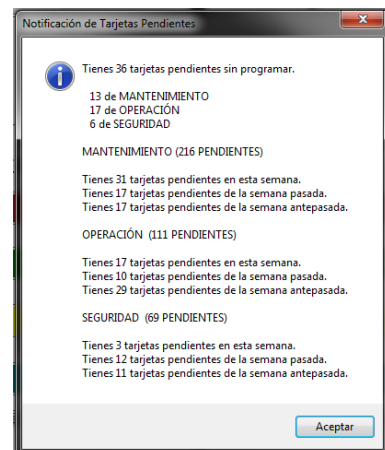 Notificación de Tarjetas Pendientes
Tienes 36 tarjetas pendientes sin programar.
13 de MANTENIMIENTO
17 de OPERACIÓN
6 de SEGURIDAD
MANTENIMIENTO (216 PENDIENTES)
Tienes 31 tarjetas pendientes en esta semana.
Tienes 17 tarjetas pendientes de la semana pasada.
Tienes 17 tarjetas pendientes de la semana antepasada.
OPERACIÓN (111 PENDIENTES)
Tienes 17 tarjetas pendientes en esta semana.
Tienes 10 tarjetas pendientes de la semana pasada.
Tienes 29 tarjetas pendientes de la semana antepasada.
SEGURIDAD (69 PENDIENTES)
Tienes 3 tarjetas pendientes en esta semana.
Tienes 12 tarjetas pendientes de la semana pasada.
Tienes 11 tarjetas pendientes de la semana antepasada.
Aceptar